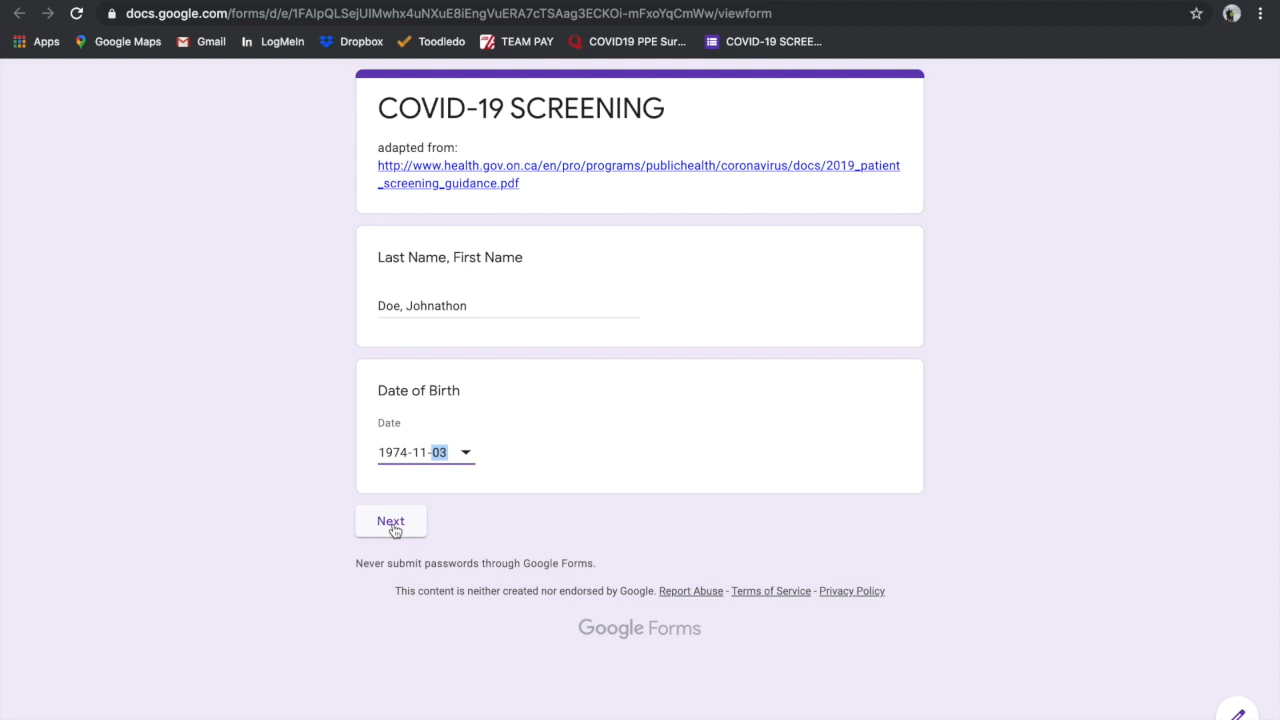 docs.google.com/forms/d/e/1FAIpQLSejUIMwhx4uNXuE8iEngVuERA7cTSAag3ECKOi-mFxoYqCmWw/viewform
Apps Google Maps Gmail LogMeIn Dropbox Toodledo TEAM PAY COVID19 PPE Sur... COVID-19 SCREE...
COVID-19 SCREENING
adapted from:
http://www.health.gov.on.ca/en/pro/programs/publichealth/coronavirus/docs/2019_patient
_screening_guidance.pdf
Last Name, First Name
Doe, Johnathon
Date of Birth
Date
1974-11-03
Next
Never submit passwords through Google Forms.
This content is neither created nor endorsed by Google. Report Abuse - Terms of Service - Privacy Policy
Google Forms